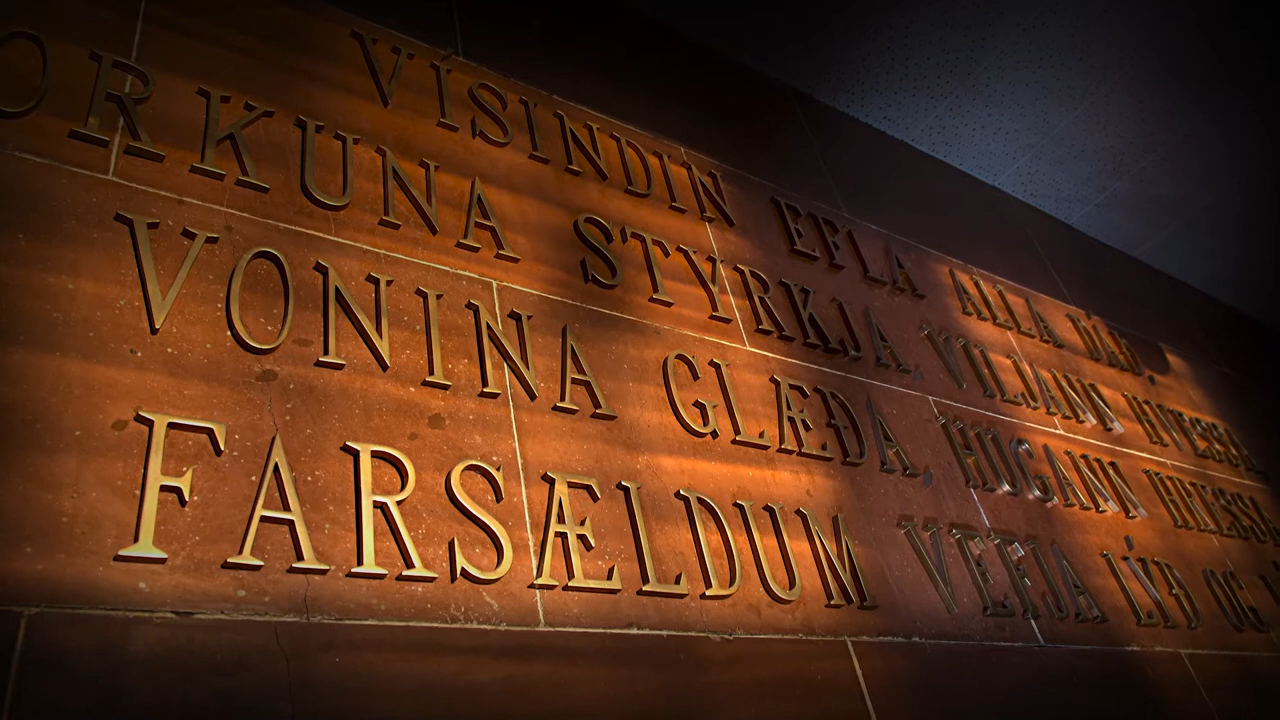 VÍSINDIN EFLA ALLA DÁÐ,
ORKUNA STYRKJA, VILJANN HVESSA,
VONINA GLÆÐA, HUGANN HRESSA,
FARSÆLDUM VEFJA LÝÐ OG